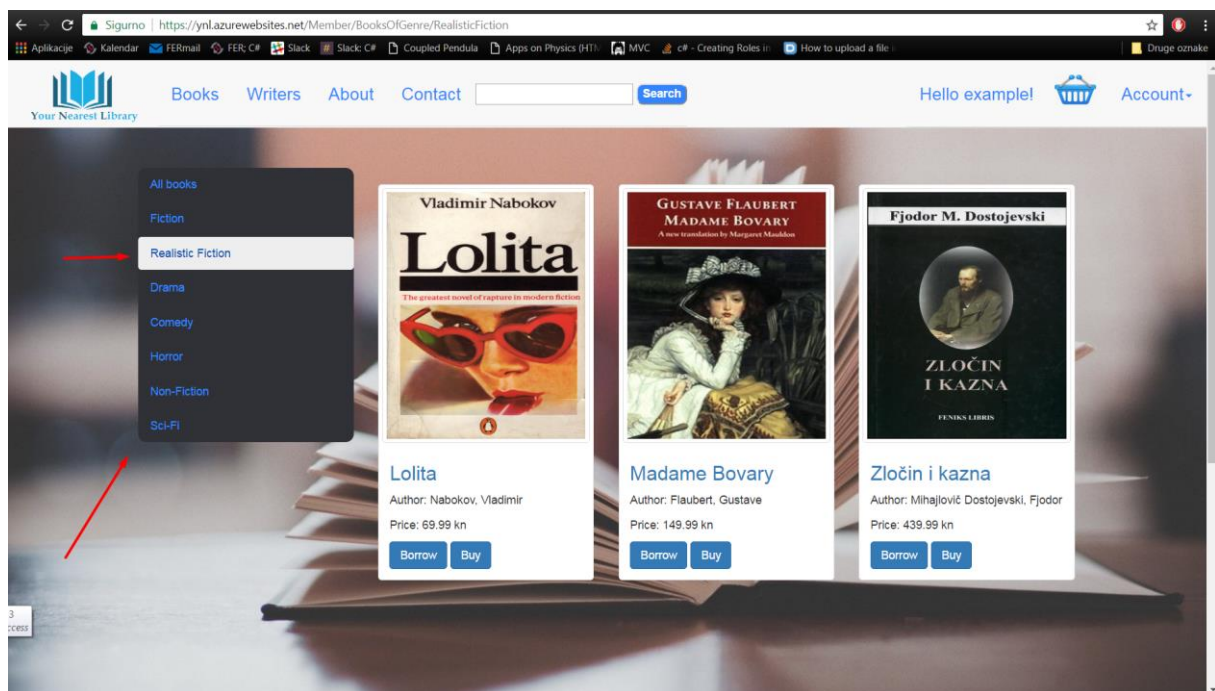 Sigurno | https://ynl.azurewebsites.net/Member/BooksOfGenre/RealisticFiction
Aplikacije Kalendar FERmail FER; C# Slack Slack: C# Coupled Pendula Apps on Physics (HTM MVC c# - Creating Roles in How to upload a file Druge oznake
Your Nearest Library
Books Writers About Contact Search Hello example! Account
All books
Fiction
Realistic Fiction
Drama
Comedy
Horror
Non-Fiction
Sci-Fi
Vladimir Nabokov
Lolita
The greatest novel of rapture in modern fiction
Lolita
Author: Nabokov, Vladimir
Price: 69.99 kn
Borrow Buy
GUSTAVE FLAUBERT
MADAME BOVARY
A new translation by Margaret Mauldon
Madame Bovary
Author: Flaubert, Gustave
Price: 149.99 kn
Borrow Buy
Fjodor M. Dostojevski
ZLOČIN
I KAZNA
FENIKS LIBRIS
Zločin i kazna
Author: Mihajlovič Dostojevski, Fjodor
Price: 439.99 kn
Borrow Buy
3
ccess